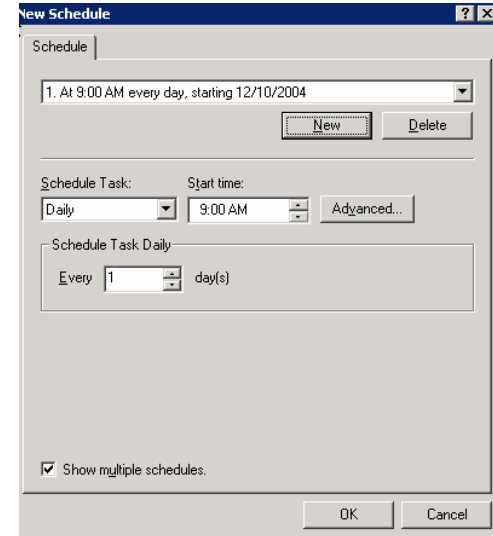 New Schedule
Schedule
1. At 9:00 AM every day, starting 12/10/2004
New Delete
Schedule Task: Start time:
Daily 9:00 AM Advanced...
Schedule Task Daily
Every 1 day(s)
Show multiple schedules.
OK Cancel